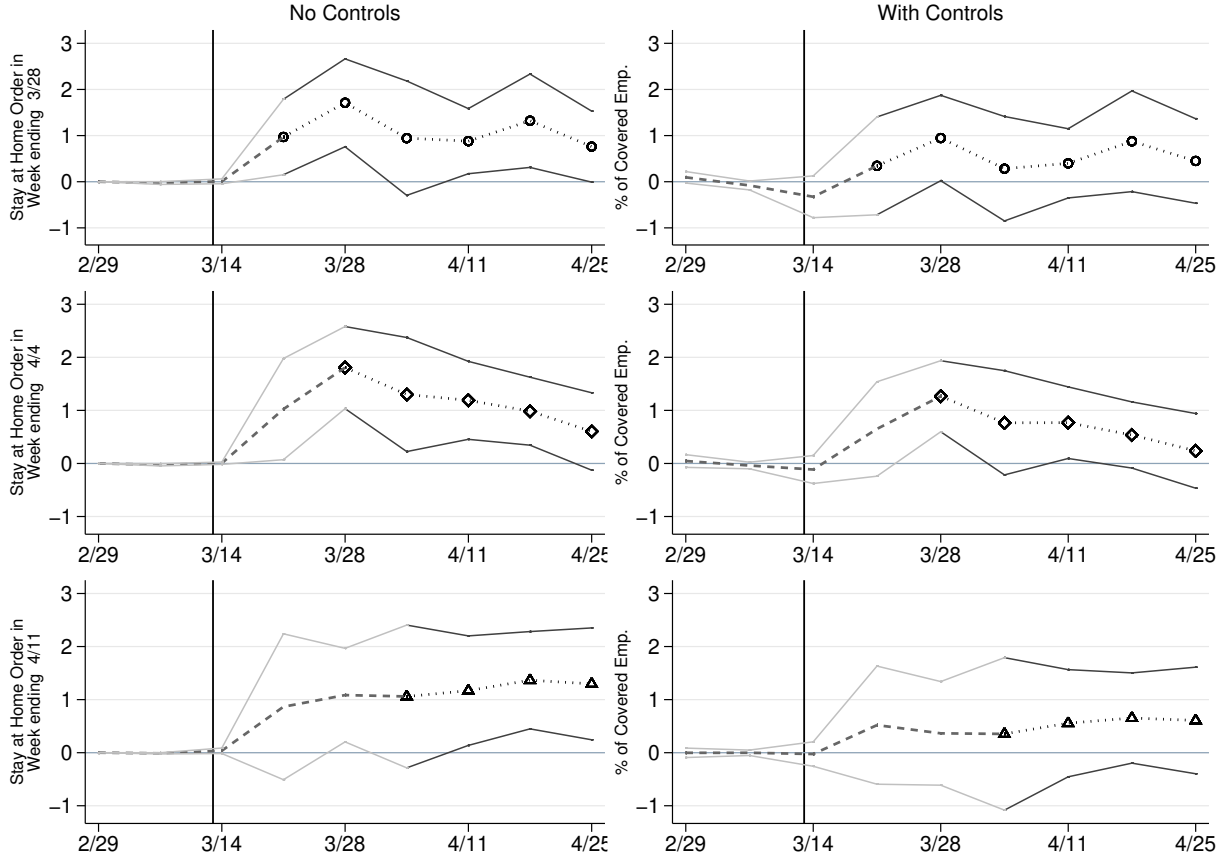 No Controls
With Controls
Stay at Home Order in
Week ending 3/28
3
2
1
0
−1
2/29 3/14 3/28 4/11 4/25
% of Covered Emp.
3
2
1
0
−1
2/29 3/14 3/28 4/11 4/25
Stay at Home Order in
Week ending 4/4
3
2
1
0
−1
2/29 3/14 3/28 4/11 4/25
% of Covered Emp.
3
2
1
0
−1
2/29 3/14 3/28 4/11 4/25
Stay at Home Order in
Week ending 4/11
3
2
1
0
−1
2/29 3/14 3/28 4/11 4/25
% of Covered Emp.
3
2
1
0
−1
2/29 3/14 3/28 4/11 4/25